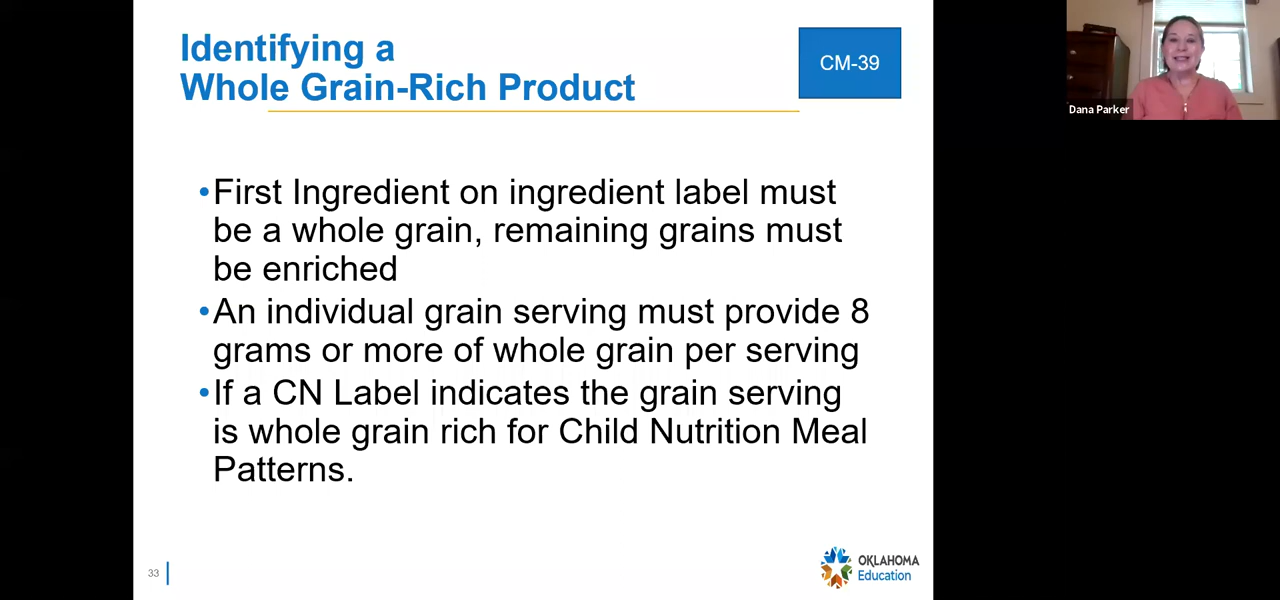 Identifying a
Whole Grain-Rich Product
CM-39
Dana Parker
•First Ingredient on ingredient label must
be a whole grain, remaining grains must
be enriched
•An individual grain serving must provide 8
grams or more of whole grain per serving
•If a CN Label indicates the grain serving
is whole grain rich for Child Nutrition Meal
Patterns.
33
OKLAHOMA
Education